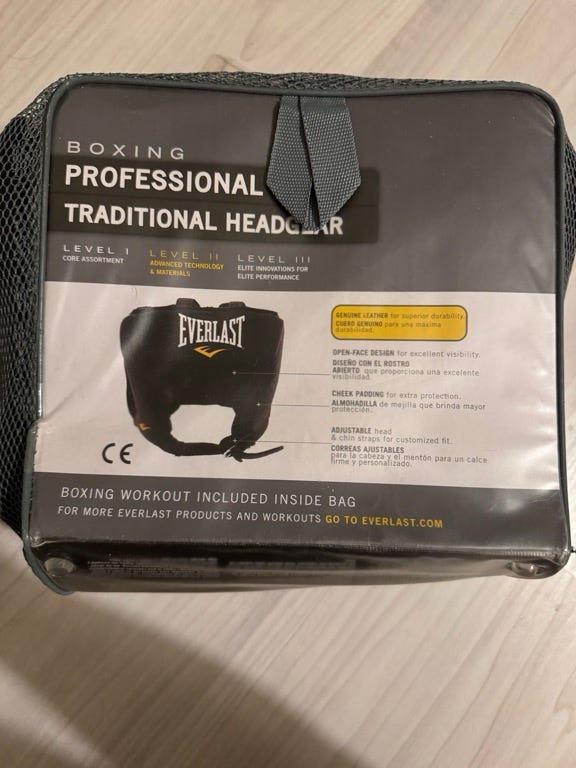 BOXING
PROFESSIONAL
TRADITIONAL HEADGEAR
LEVEL I
CORE ASSORTMENT
LEVEL II
ADVANCED TECHNOLOGY
& MATERIALS
LEVEL III
ELITE INNOVATIONS FOR
ELITE PERFORMANCE
EVERLAST
GENUINE LEATHER for superior durability.
CUERO GENUINO para una máxima
durabilidad.
OPEN-FACE DESIGN for excellent visibility.
DISEÑO CON EL ROSTRO
ABIERTO que proporciona una excelente
visibilidad.
CHEEK PADDING for extra protection.
ALMOHADILLA de mejilla que brinda mayor
protección.
ADJUSTABLE head
& chin straps for customized fit.
CORREAS AJUSTABLES
para la cabeza y el mentón para un calce
firme y personalizado.
CE
BOXING WORKOUT INCLUDED INSIDE BAG
FOR MORE EVERLAST PRODUCTS AND WORKOUTS GO TO EVERLAST.COM